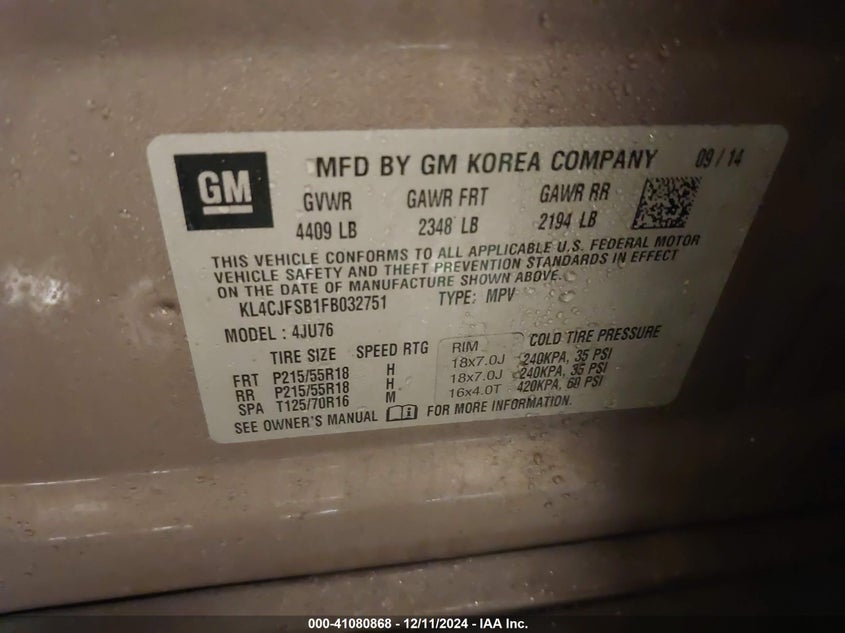 GM
MFD BY GM KOREA COMPANY 09/14
GVWR GAWR FRT GAWR RR
4409 LB 2348 LB 2194 LB
THIS VEHICLE CONFORMS TO ALL APPLICABLE U.S. FEDERAL MOTOR
VEHICLE SAFETY AND THEFT PREVENTION STANDARDS IN EFFECT
ON THE DATE OF MANUFACTURE SHOWN ABOVE.
KL4CJFSB1FB032751 TYPE: MPV
MODEL: 4JU76
TIRE SIZE SPEED RTG RIM COLD TIRE PRESSURE
FRT P215/55R18 H 18x7.0J 240KPA, 35 PSI
RR P215/55R18 H 18x7.0J 240KPA, 35 PSI
SPA T125/70R16 M 16x4.0T 420KPA, 60 PSI
SEE OWNER'S MANUAL FOR MORE INFORMATION.
000-41080868 - 12/11/2024 - IAA Inc.